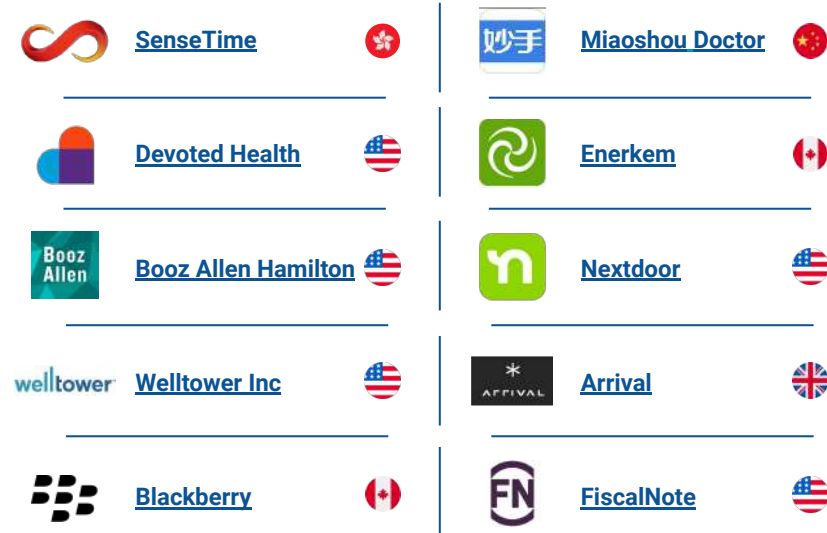 SenseTime
妙手
Miaoshou Doctor
Devoted Health
Enerkem
Booz
Allen
Booz Allen Hamilton
Nextdoor
welltower
Welltower Inc
ARRIVAL
Arrival
Blackberry
FN
FiscalNote